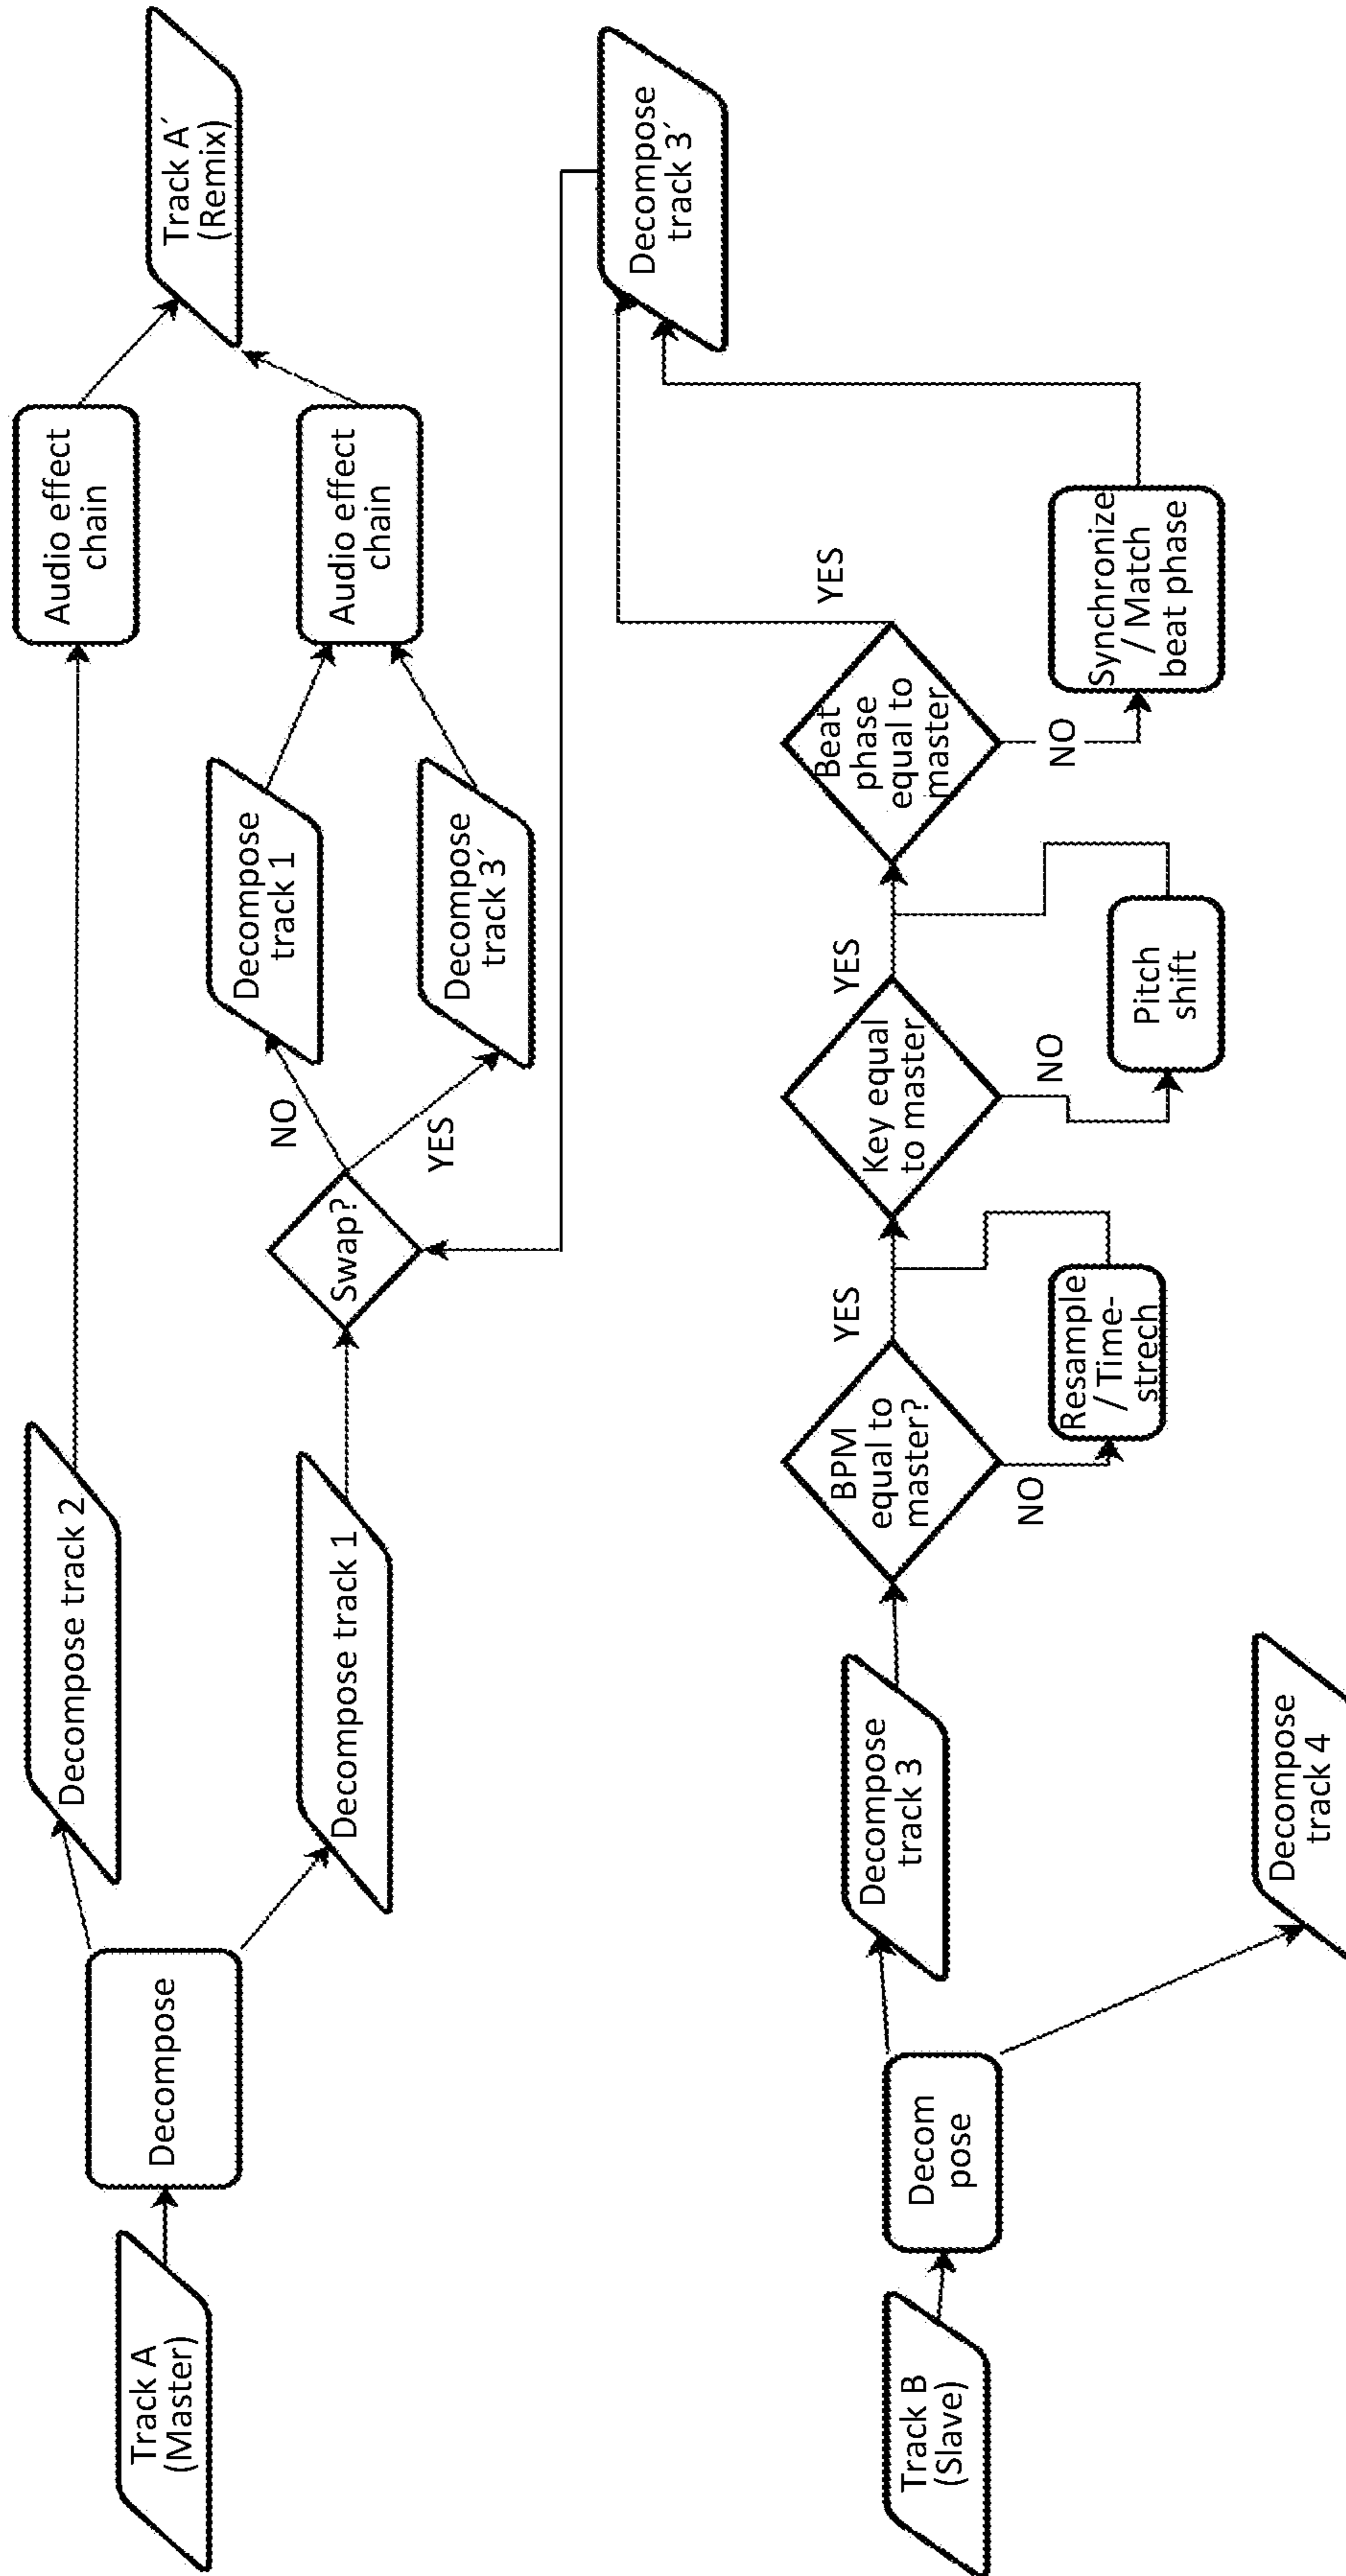 Track A
(Master)
Decompose
Decompose track 2
Decompose track 1
Swap?
NO
YES
Decompose
track 1
Decompose
track 3´
Audio effect
chain
Audio effect
chain
Track A´
(Remix)
Track B
(Slave)
Decom
pose
Decompose
track 3
Decompose
track 4
BPM
equal to
master?
YES
NO
Resample
/ Time-
strech
Key equal
to master
YES
NO
Pitch
shift
Beat
phase
equal to
master
YES
NO
Synchronize
/ Match
beat phase
Decompose
track 3´